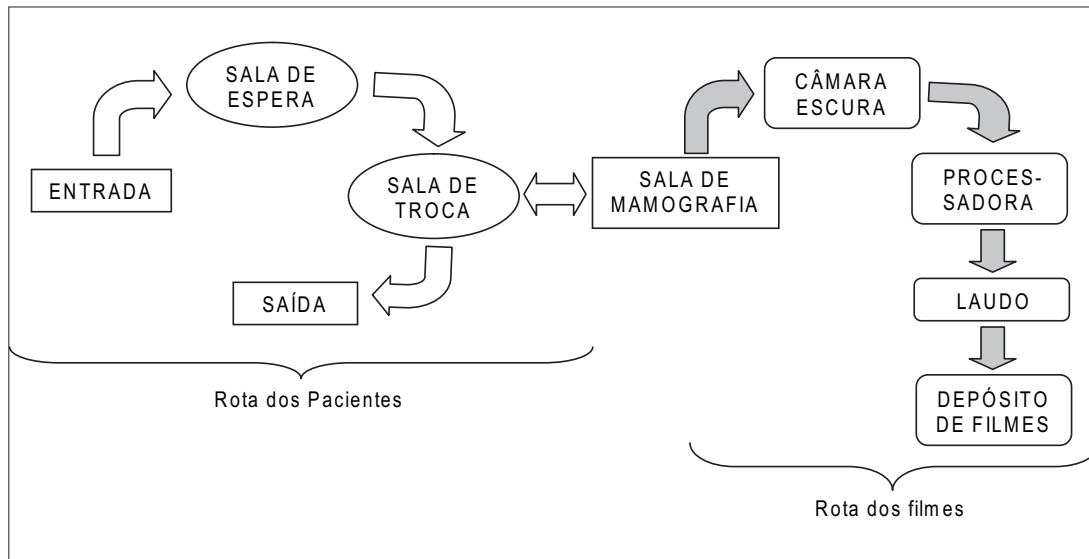 ENTRADA
SALA DE
ESPERA
SALA DE
TROCA
SAÍDA
SALA DE
MAMOGRAFIA
CÂMARA
ESCURA
PROCES-
SADORA
LAUDO
DEPÓSITO
DE FILMES
Rota dos Pacientes
Rota dos filmes